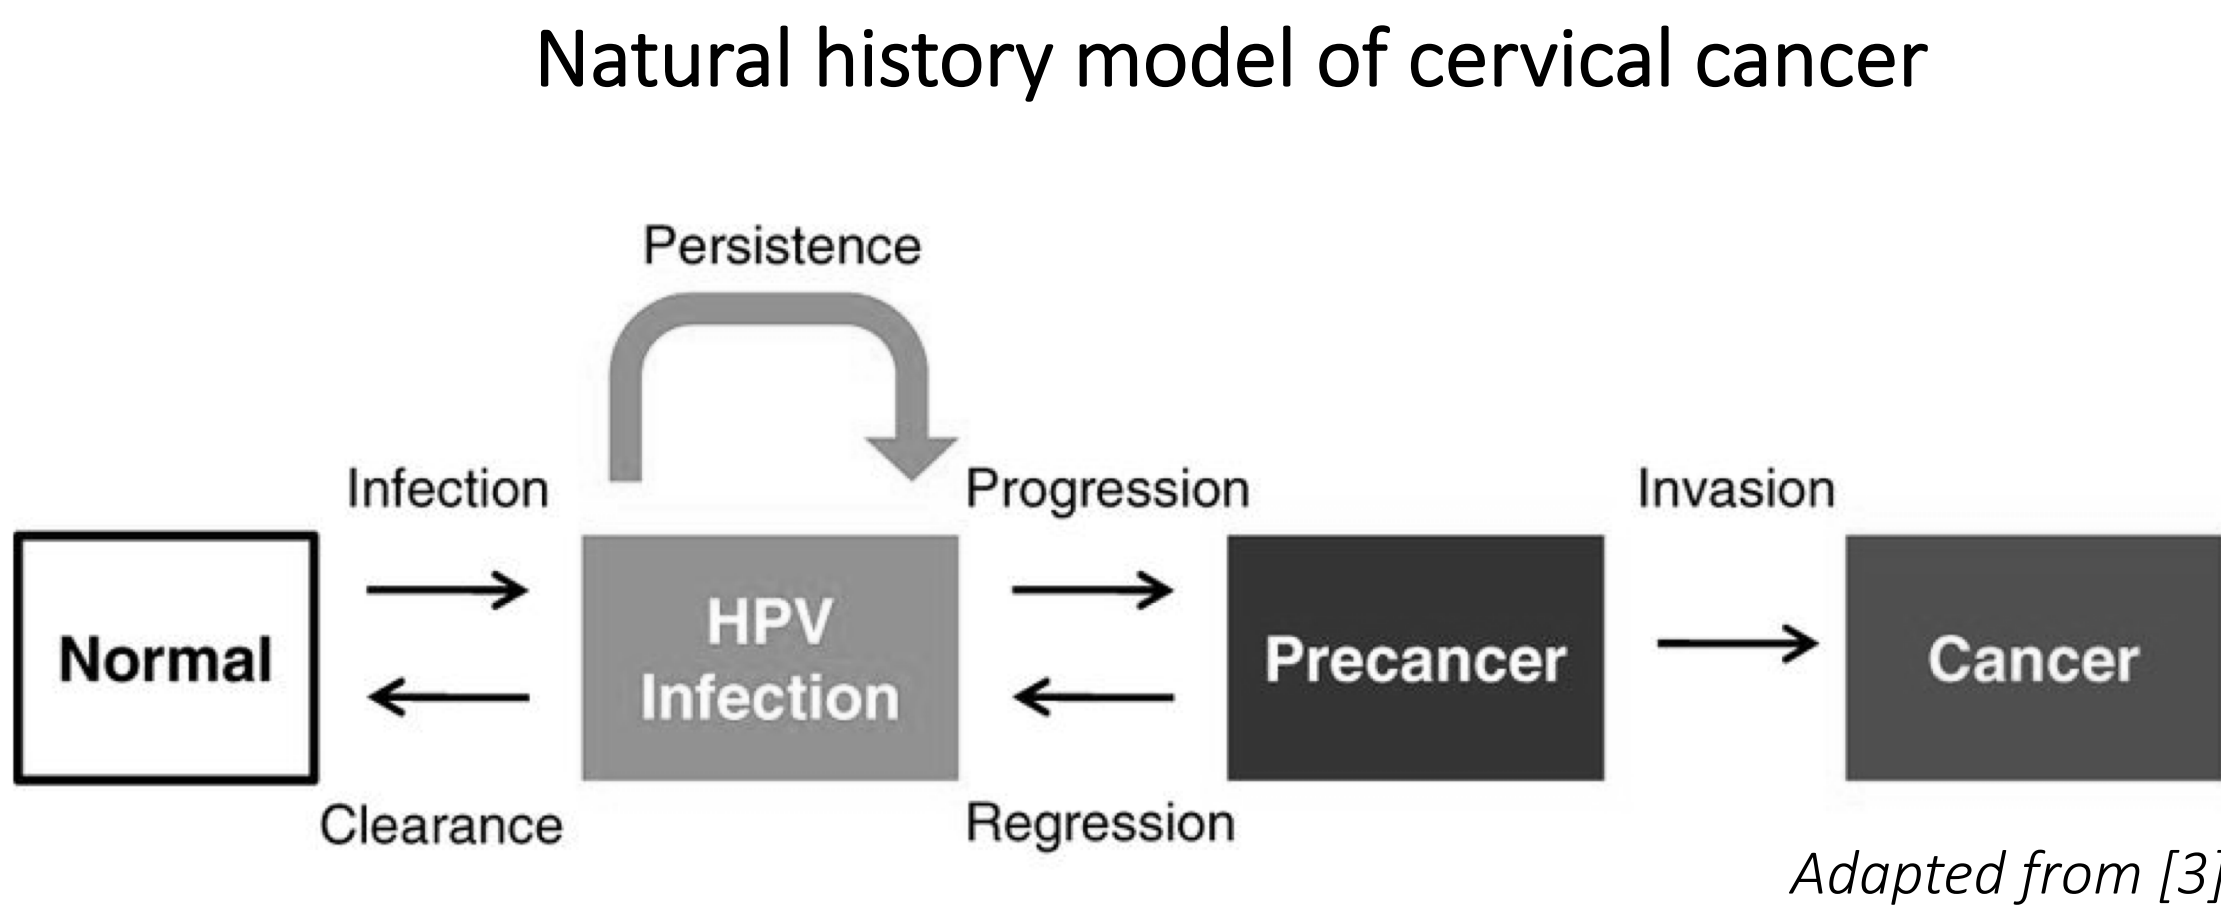 Natural history model of cervical cancer
Persistence
Infection
Progression
Invasion
Normal
HPV
Infection
Precancer
Cancer
Clearance
Regression
Adapted from [3]